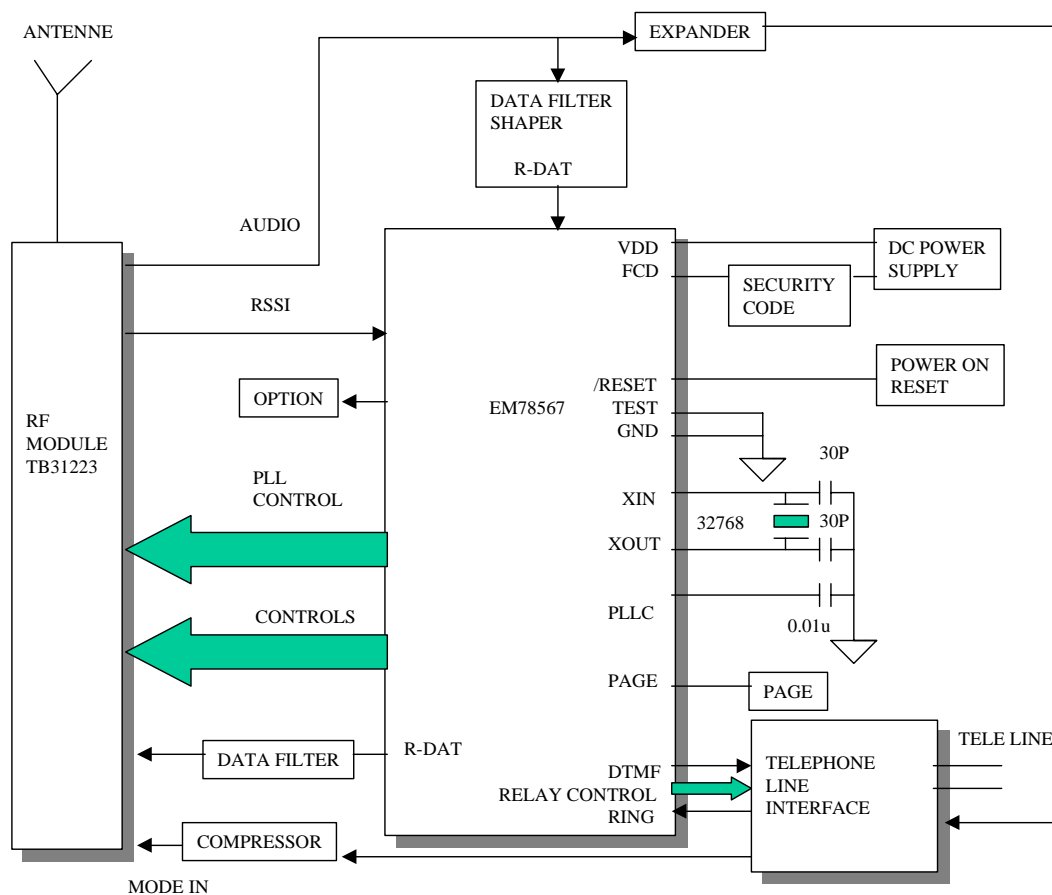 ANTENNE
EXPANDER
DATA FILTER
SHAPER
R-DAT
AUDIO
VDD
FCD
DC POWER
SUPPLY
SECURITY
CODE
RSSI
POWER ON
RESET
/RESET
TEST
GND
OPTION
EM78567
RF
MODULE
TB31223
30P
PLL
CONTROL
XIN
32768
30P
XOUT
PLLC
0.01u
CONTROLS
PAGE
PAGE
R-DAT
DATA FILTER
TELE LINE
DTMF
RELAY CONTROL
RING
TELEPHONE
LINE
INTERFACE
COMPRESSOR
MODE IN